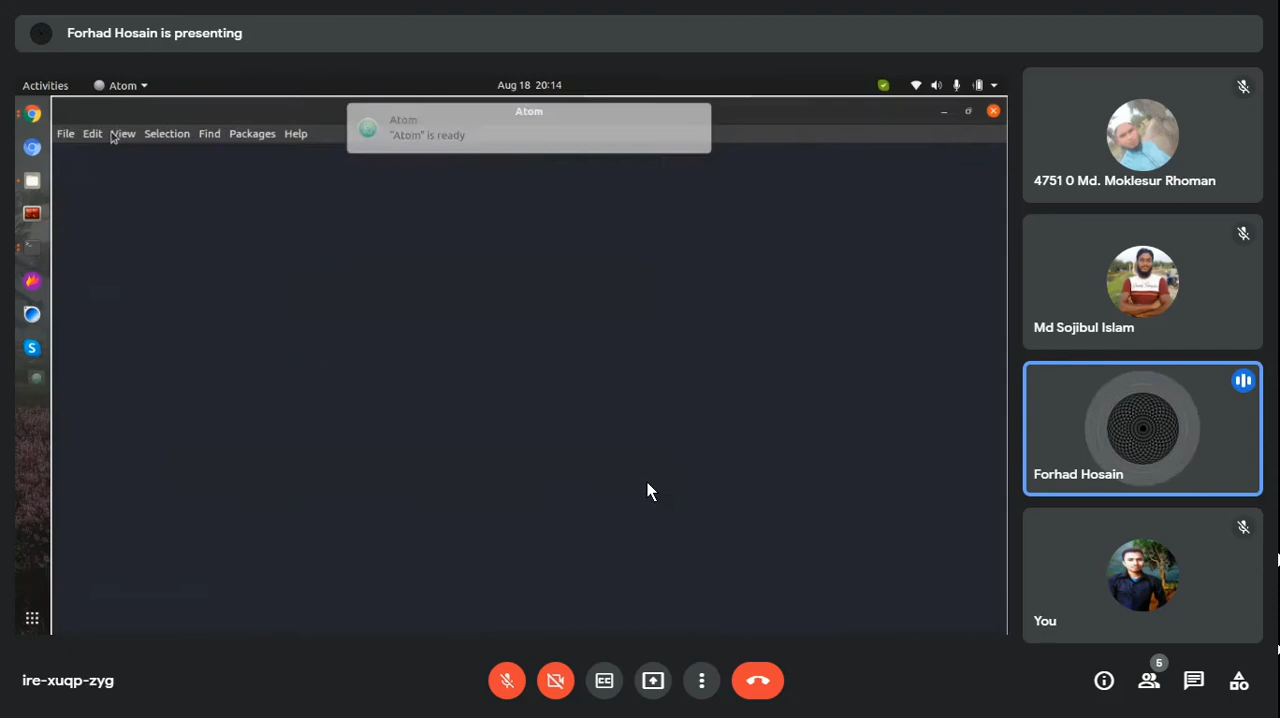 Forhad Hosain is presenting
Activities
Atom
Aug 18 20:14
Atom
Atom
"Atom" is ready
File Edit View Selection Find Packages Help
4751 0 Md. Moklesur Rhoman
Md Sojibul Islam
Forhad Hosain
You
ire-xuqp-zyg
CC
5